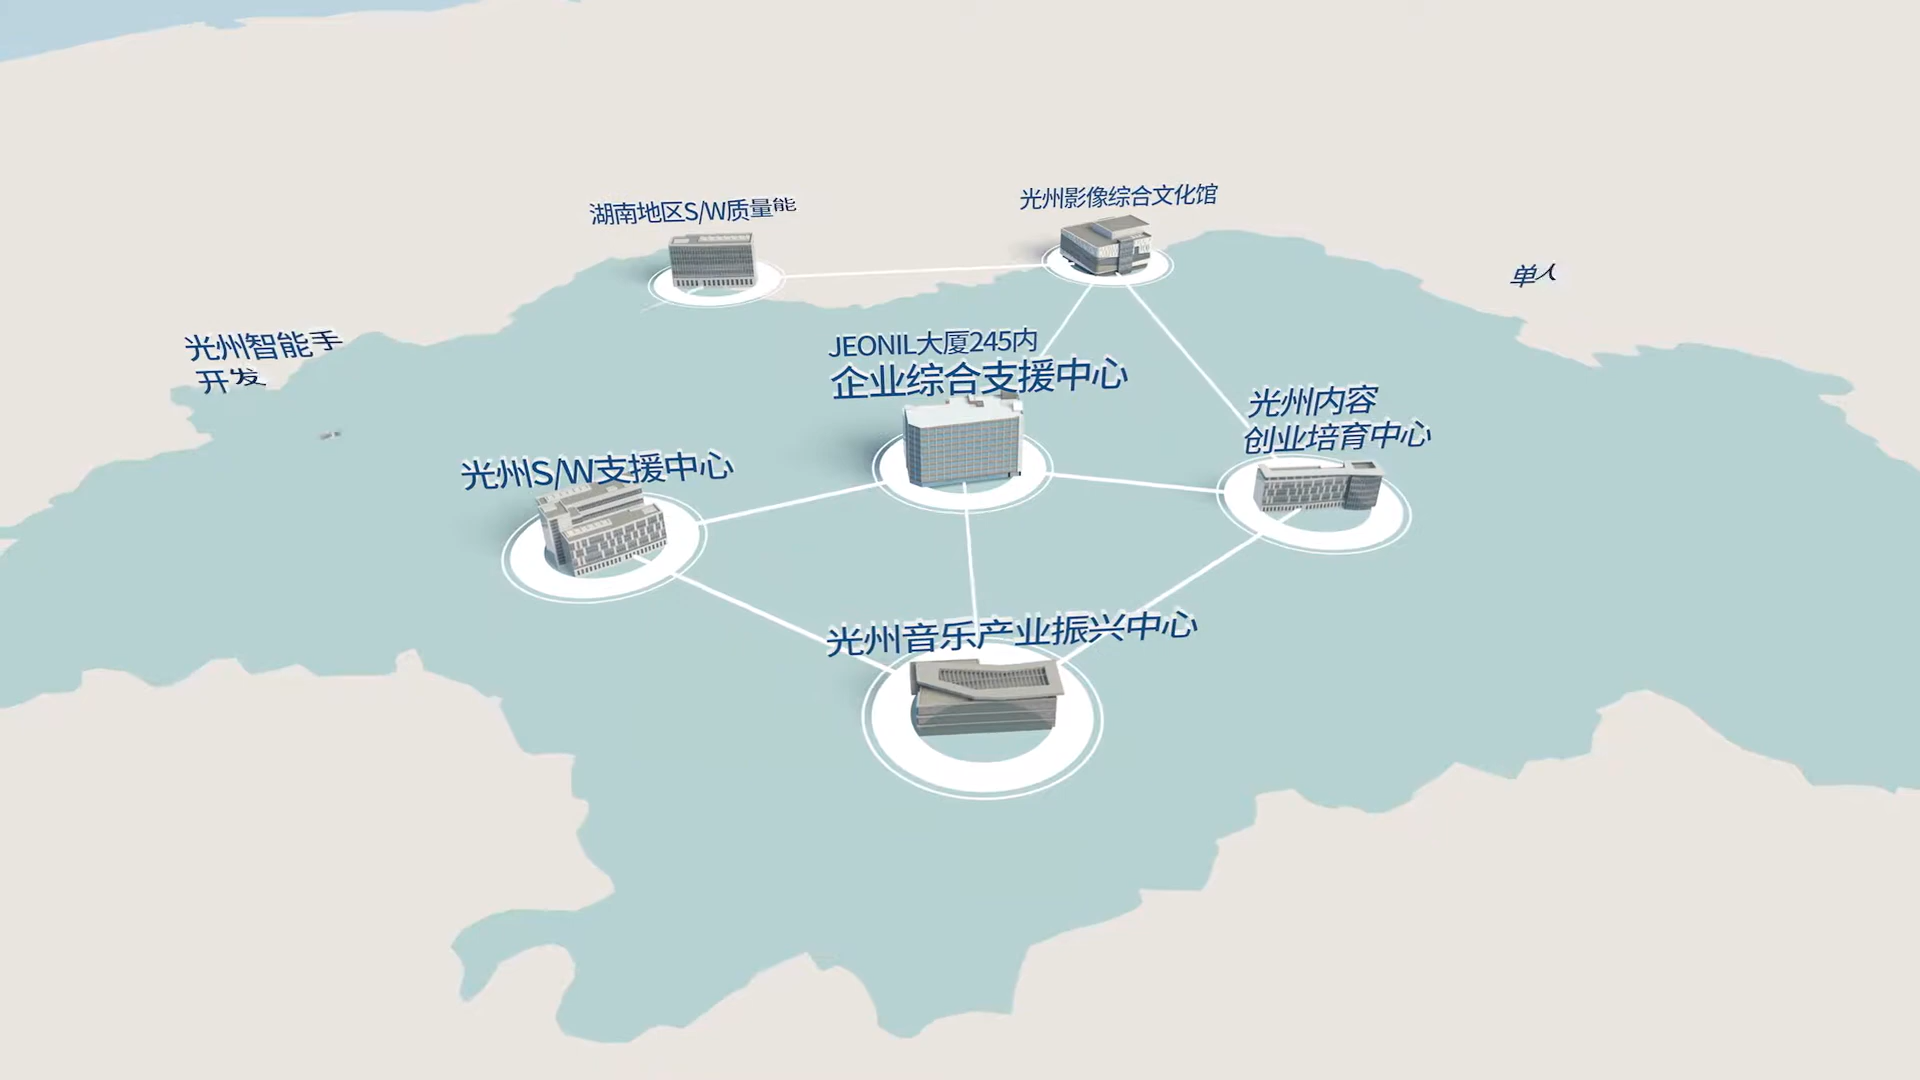 湖南地区S/W质量能
光州影像综合文化馆
单人
光州智能手
开发
JEONIL大厦245内
企业综合支援中心
光州内容
创业培育中心
光州S/W支援中心
光州音乐产业振兴中心